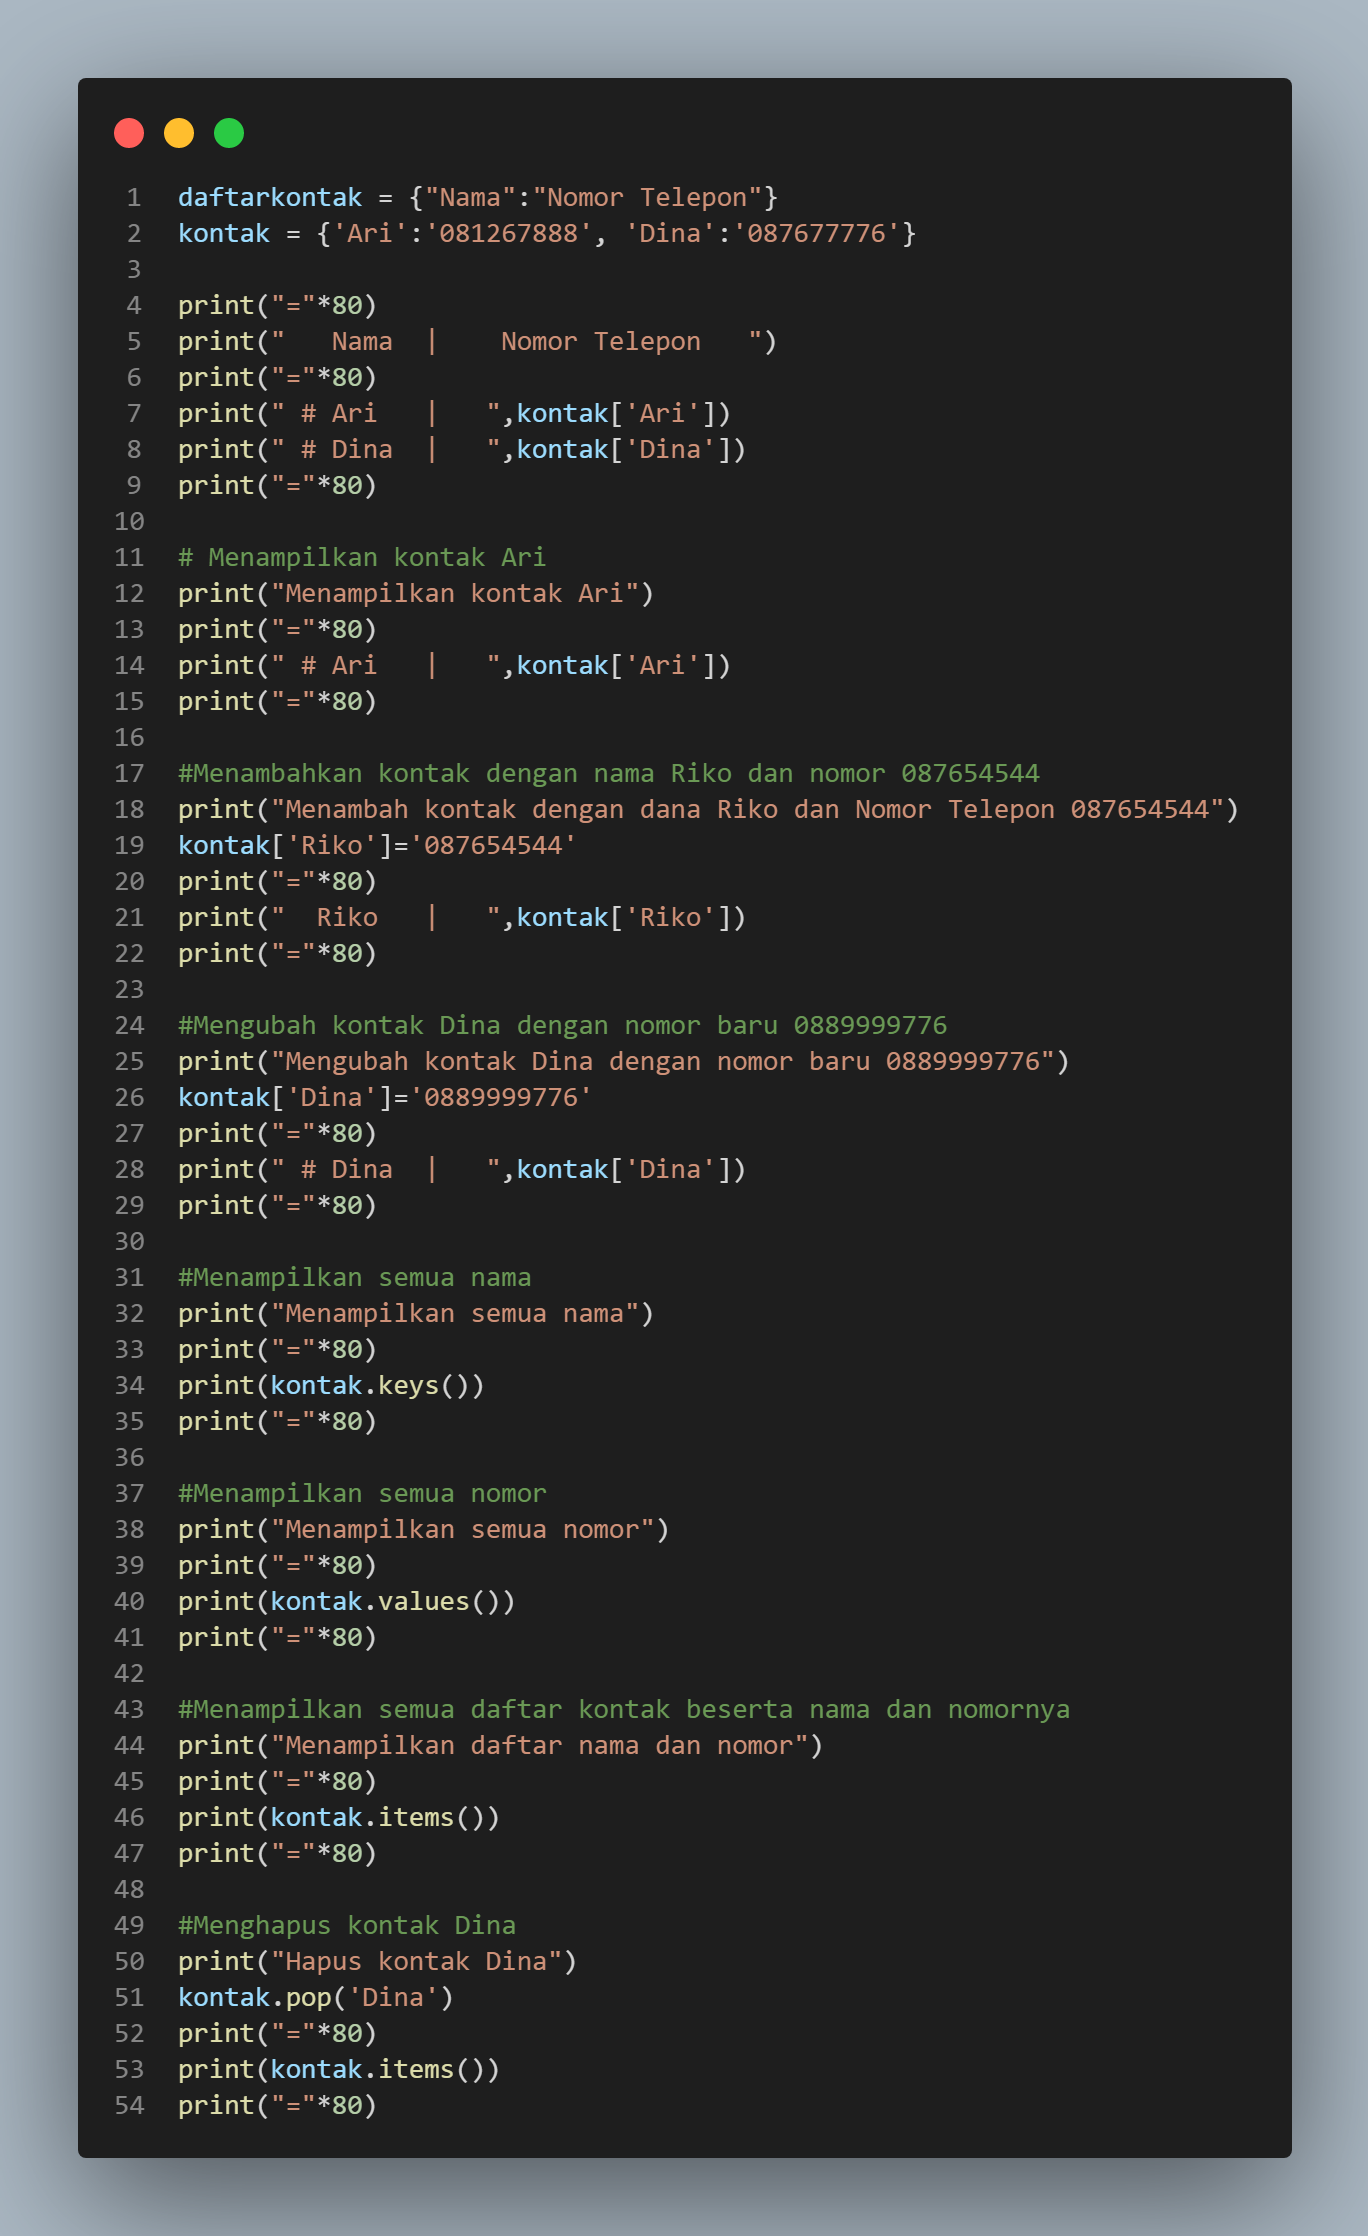 1 daftarkontak = {"Nama":"Nomor Telepon"}
2 kontak = {'Ari':'081267888', 'Dina':'087677776'}
3
4 print("="*80)
5 print("   Nama  |    Nomor Telepon   ")
6 print("="*80)
7 print(" # Ari   |   ",kontak['Ari'])
8 print(" # Dina  |   ",kontak['Dina'])
9 print("="*80)
10
11 # Menampilkan kontak Ari
12 print("Menampilkan kontak Ari")
13 print("="*80)
14 print(" # Ari   |   ",kontak['Ari'])
15 print("="*80)
16
17 #Menambahkan kontak dengan nama Riko dan nomor 087654544
18 print("Menambah kontak dengan dana Riko dan Nomor Telepon 087654544")
19 kontak['Riko']='087654544'
20 print("="*80)
21 print("  Riko   |   ",kontak['Riko'])
22 print("="*80)
23
24 #Mengubah kontak Dina dengan nomor baru 0889999776
25 print("Mengubah kontak Dina dengan nomor baru 0889999776")
26 kontak['Dina']='0889999776'
27 print("="*80)
28 print(" # Dina  |   ",kontak['Dina'])
29 print("="*80)
30
31 #Menampilkan semua nama
32 print("Menampilkan semua nama")
33 print("="*80)
34 print(kontak.keys())
35 print("="*80)
36
37 #Menampilkan semua nomor
38 print("Menampilkan semua nomor")
39 print("="*80)
40 print(kontak.values())
41 print("="*80)
42
43 #Menampilkan semua daftar kontak beserta nama dan nomornya
44 print("Menampilkan daftar nama dan nomor")
45 print("="*80)
46 print(kontak.items())
47 print("="*80)
48
49 #Menghapus kontak Dina
50 print("Hapus kontak Dina")
51 kontak.pop('Dina')
52 print("="*80)
53 print(kontak.items())
54 print("="*80)